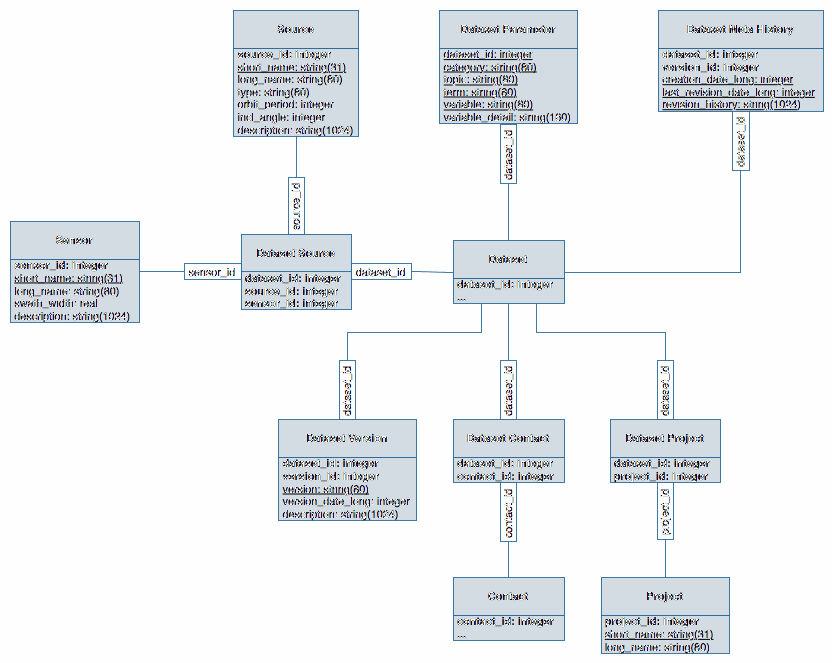 Source
source_id: integer
short_name: string(31)
long_name: string(80)
type: string(80)
orbit_period: integer
incl_angle: integer
description: string(1024)
Dataset Parameter
dataset_id: integer
category: string(80)
topic: string(80)
term: string(80)
variable: string(80)
variable_detail: string(160)
Dataset Meta History
dataset_id: integer
version_id: integer
creation_date_long: integer
last_revision_date_long: integer
revision_history: string(1024)
source_id
dataset_id
dataset_id
Sensor
sensor_id: integer
short_name: string(31)
long_name: string(80)
swath_width: real
description: string(1024)
sensor_id
Dataset Source
dataset_id: integer
source_id: integer
sensor_id: integer
dataset_id
Dataset
dataset_id: integer
...
dataset_id
dataset_id
dataset_id
Dataset Version
dataset_id: integer
version_id: integer
version: string(80)
version_date_long: integer
description: string(1024)
Dataset Contact
dataset_id: integer
contact_id: integer
Dataset Project
dataset_id: integer
project_id: integer
contact_id
project_id
Contact
contact_id: integer
...
Project
project_id: integer
short_name: string(31)
long_name: string(80)